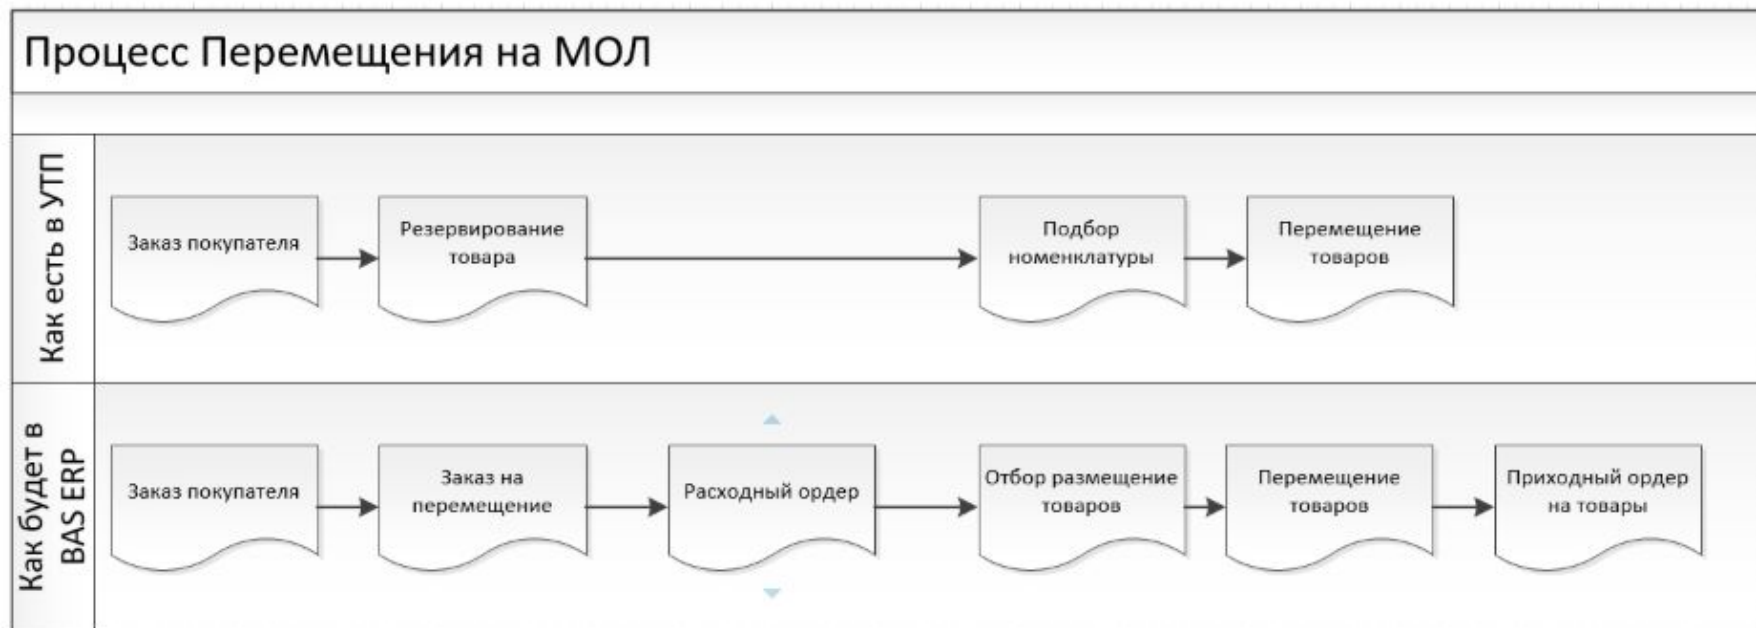 Процесс Перемещения на МОЛ
Как есть в УТП
Заказ покупателя
Резервирование
товара
Подбор
номенклатуры
Перемещение
товаров
Как будет в
BAS ERP
Заказ покупателя
Заказ на
перемещение
Расходный ордер
Отбор размещение
товаров
Перемещение
товаров
Приходный ордер
на товары